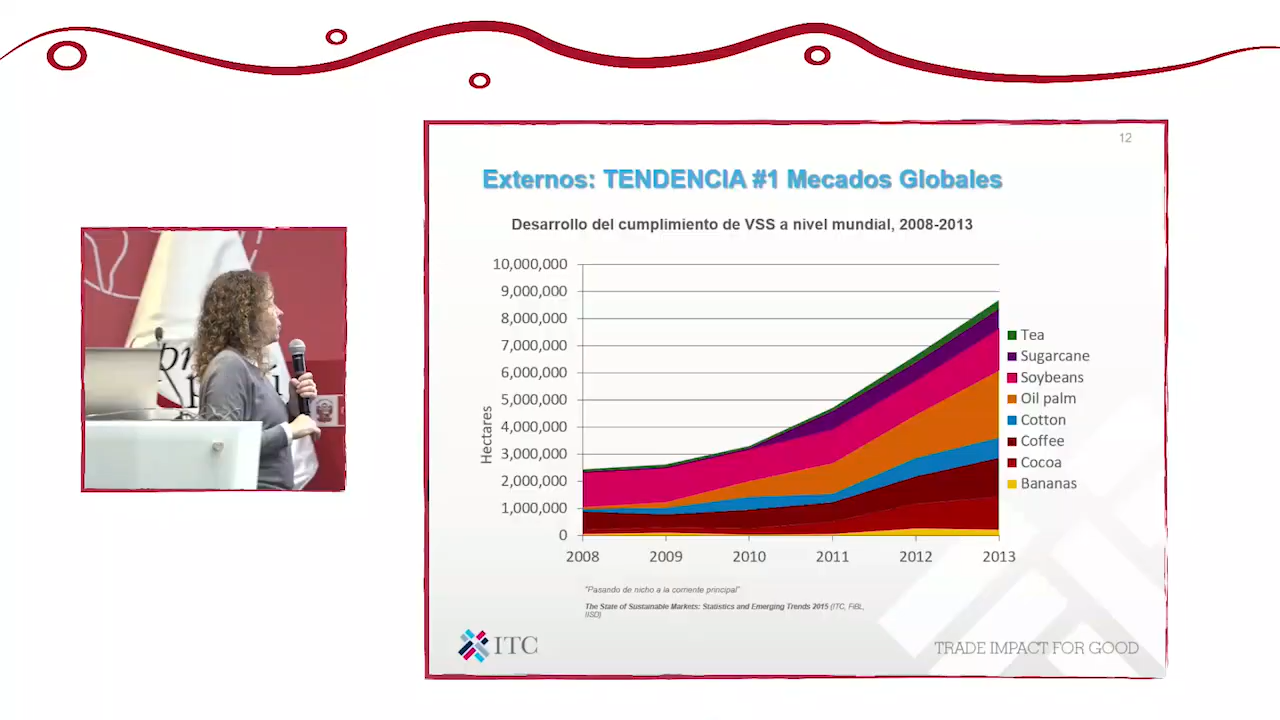 12
Externos: TENDENCIA #1 Mecados Globales
Desarrollo del cumplimiento de VSS a nivel mundial, 2008-2013
Hectares
10,000,000
9,000,000
8,000,000
7,000,000
6,000,000
5,000,000
4,000,000
3,000,000
2,000,000
1,000,000
0
2008 2009 2010 2011 2012 2013
Tea
Sugarcane
Soybeans
Oil palm
Cotton
Coffee
Cocoa
Bananas
"Pasando de nicho a la corriente principal"
The State of Sustainable Markets: Statistics and Emerging Trends 2015 (ITC, FiBL,
IISD)
ITC
TRADE IMPACT FOR GOOD